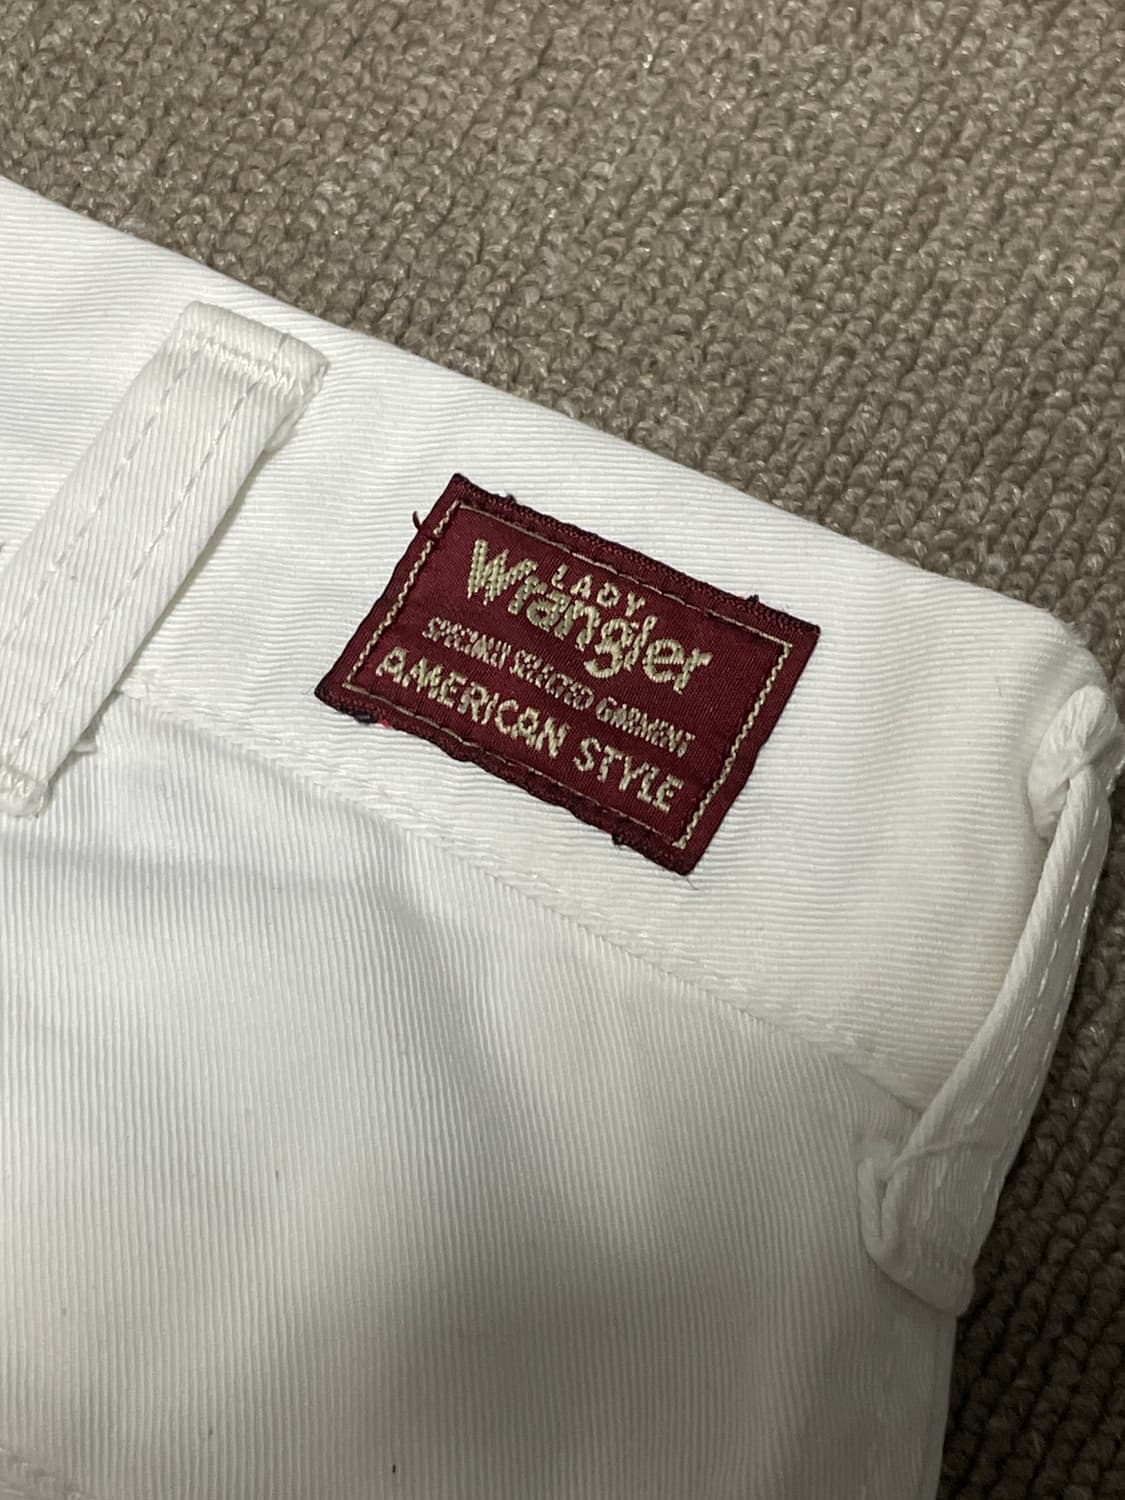 LADY
Wrangler
SPECIALLY SELECTED GARMENT
AMERICAN STYLE